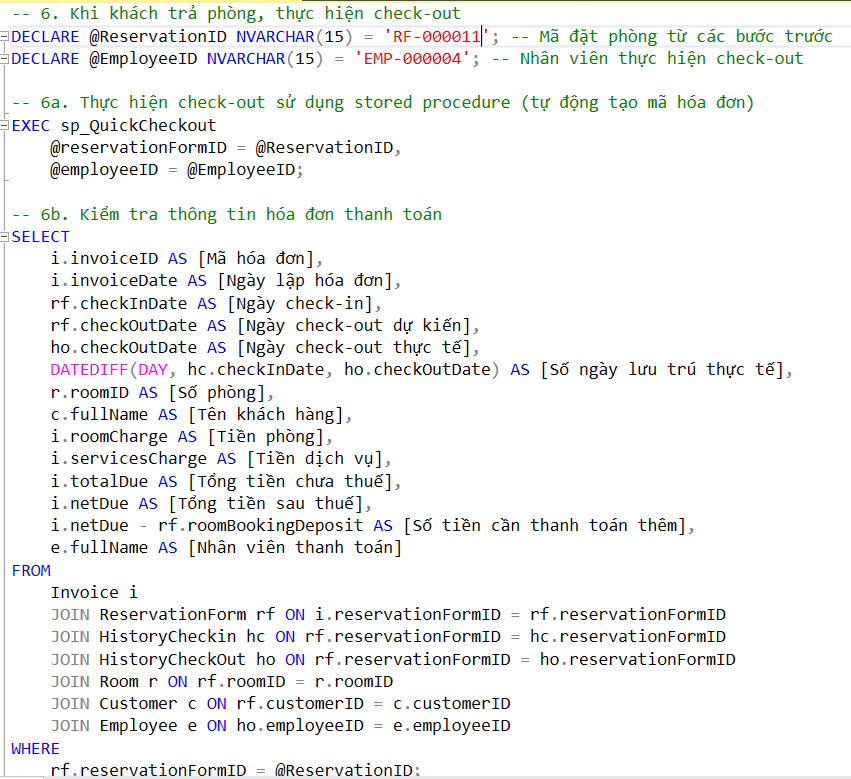 -- 6. Khi khách trả phòng, thực hiện check-out
DECLARE @ReservationID NVARCHAR(15) = 'RF-000011'; -- Mã đặt phòng từ các bước trước
DECLARE @EmployeeID NVARCHAR(15) = 'EMP-000004'; -- Nhân viên thực hiện check-out
-- 6a. Thực hiện check-out sử dụng stored procedure (tự động tạo mã hóa đơn)
EXEC sp_QuickCheckout
@reservationFormID = @ReservationID,
@employeeID = @EmployeeID;
-- 6b. Kiểm tra thông tin hóa đơn thanh toán
SELECT
i.invoiceID AS [Mã hóa đơn],
i.invoiceDate AS [Ngày lập hóa đơn],
rf.checkInDate AS [Ngày check-in],
rf.checkOutDate AS [Ngày check-out dự kiến],
ho.checkOutDate AS [Ngày check-out thực tế],
DATEDIFF(DAY, hc.checkInDate, ho.checkOutDate) AS [Số ngày lưu trú thực tế],
r.roomID AS [Số phòng],
c.fullName AS [Tên khách hàng],
i.roomCharge AS [Tiền phòng],
i.servicesCharge AS [Tiền dịch vụ],
i.totalDue AS [Tổng tiền chưa thuế],
i.netDue AS [Tổng tiền sau thuế],
i.netDue - rf.roomBookingDeposit AS [Số tiền cần thanh toán thêm],
e.fullName AS [Nhân viên thanh toán]
FROM
Invoice i
JOIN ReservationForm rf ON i.reservationFormID = rf.reservationFormID
JOIN HistoryCheckin hc ON rf.reservationFormID = hc.reservationFormID
JOIN HistoryCheckOut ho ON rf.reservationFormID = ho.reservationFormID
JOIN Room r ON rf.roomID = r.roomID
JOIN Customer c ON rf.customerID = c.customerID
JOIN Employee e ON ho.employeeID = e.employeeID
WHERE
rf.reservationFormID = @ReservationID;